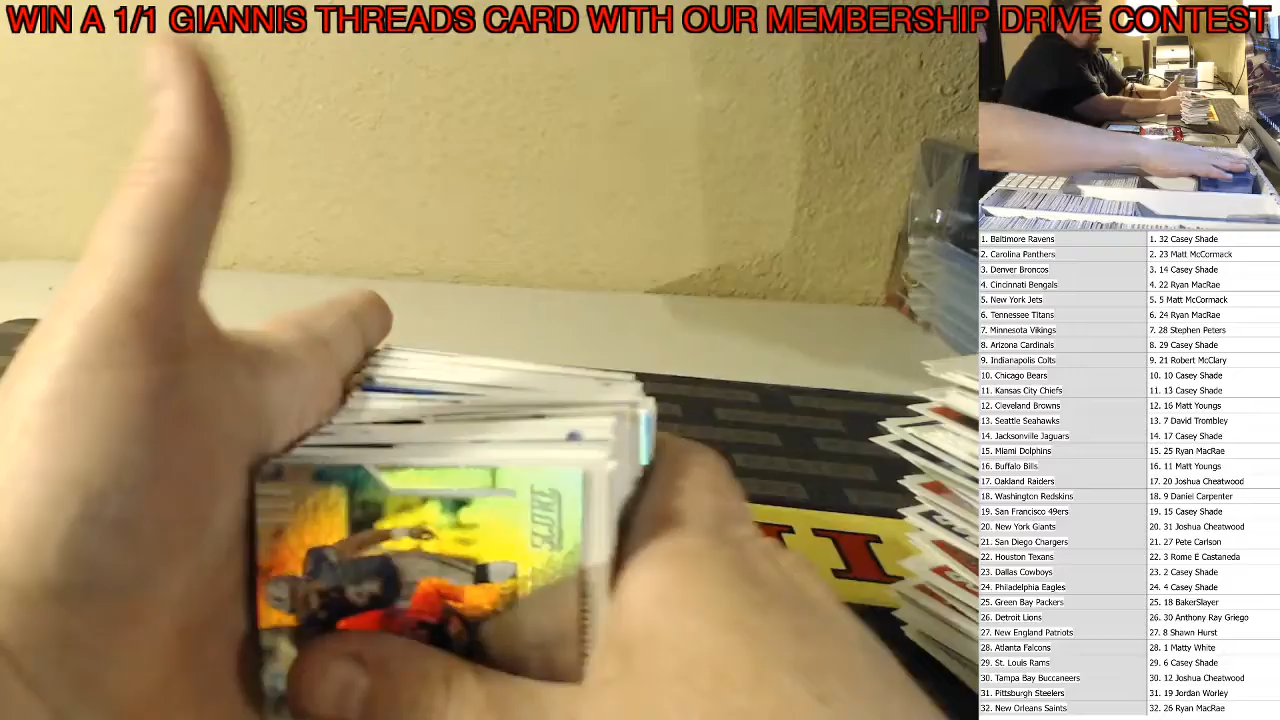 WIN A 1/1 GIANNIS THREADS CARD WITH OUR MEMBERSHIP DRIVE CONTEST
SCORE
1. Baltimore Ravens 1. 32 Casey Shade
2. Carolina Panthers 2. 23 Matt McCormack
3. Denver Broncos 3. 14 Casey Shade
4. Cincinnati Bengals 4. 22 Ryan MacRae
5. New York Jets 5. 5 Matt McCormack
6. Tennessee Titans 6. 24 Ryan MacRae
7. Minnesota Vikings 7. 28 Stephen Peters
8. Arizona Cardinals 8. 29 Casey Shade
9. Indianapolis Colts 9. 21 Robert McClary
10. Chicago Bears 10. 10 Casey Shade
11. Kansas City Chiefs 11. 13 Casey Shade
12. Cleveland Browns 12. 16 Matt Youngs
13. Seattle Seahawks 13. 7 David Trombley
14. Jacksonville Jaguars 14. 17 Casey Shade
15. Miami Dolphins 15. 25 Ryan MacRae
16. Buffalo Bills 16. 11 Matt Youngs
17. Oakland Raiders 17. 20 Joshua Cheatwood
18. Washington Redskins 18. 9 Daniel Carpenter
19. San Francisco 49ers 19. 15 Casey Shade
20. New York Giants 20. 31 Joshua Cheatwood
21. San Diego Chargers 21. 27 Pete Carlson
22. Houston Texans 22. 3 Rome E Castaneda
23. Dallas Cowboys 23. 2 Casey Shade
24. Philadelphia Eagles 24. 4 Casey Shade
25. Green Bay Packers 25. 18 BakerSlayer
26. Detroit Lions 26. 30 Anthony Ray Griego
27. New England Patriots 27. 8 Shawn Hurst
28. Atlanta Falcons 28. 1 Matty White
29. St. Louis Rams 29. 6 Casey Shade
30. Tampa Bay Buccaneers 30. 12 Joshua Cheatwood
31. Pittsburgh Steelers 31. 19 Jordan Worley
32. New Orleans Saints 32. 26 Ryan MacRae